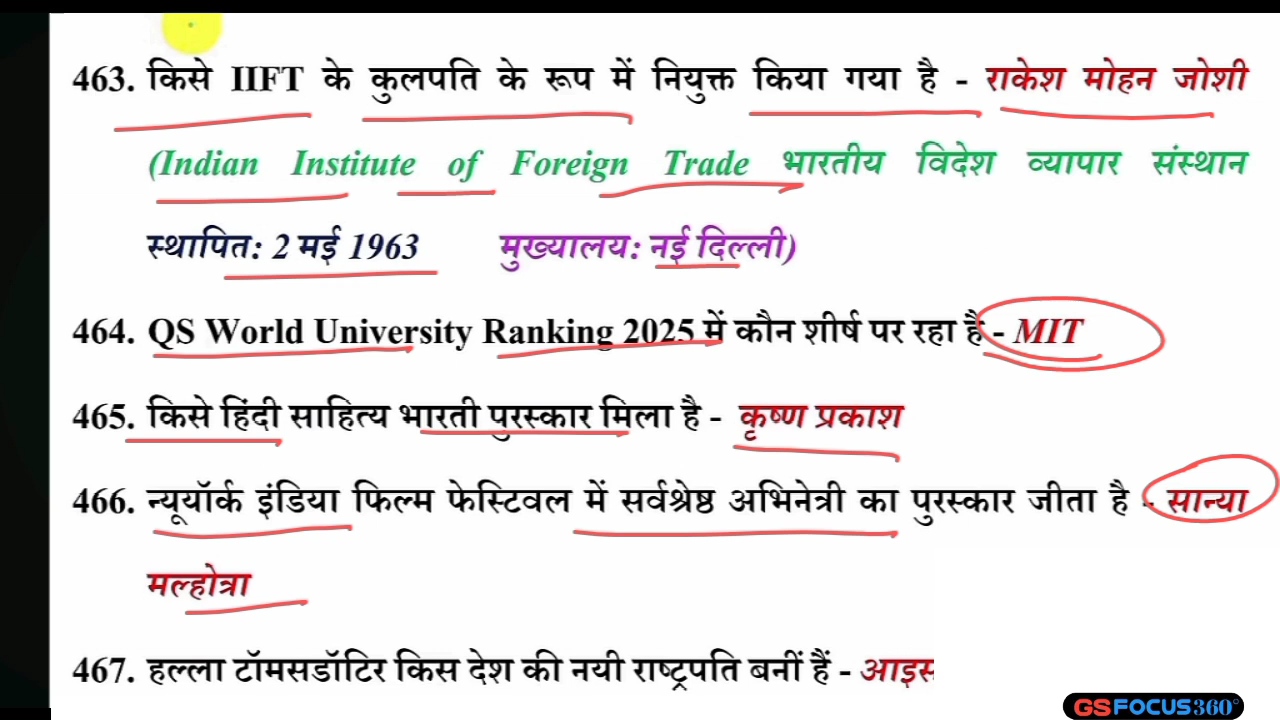 463. किसे IIFT के कुलपति के रूप में नियुक्त किया गया है - राकेश मोहन जोशी
(Indian Institute of Foreign Trade भारतीय विदेश व्यापार संस्थान
स्थापित: 2 मई 1963 मुख्यालय: नई दिल्ली)
464. QS World University Ranking 2025 में कौन शीर्ष पर रहा है - MIT
465. किसे हिंदी साहित्य भारती पुरस्कार मिला है - कृष्ण प्रकाश
466. न्यूयॉर्क इंडिया फिल्म फेस्टिवल में सर्वश्रेष्ठ अभिनेत्री का पुरस्कार जीता है - सान्या
मल्होत्रा
467. हल्ला टॉमसडॉटिर किस देश की नयी राष्ट्रपति बनीं हैं -
GSFOCUS360°